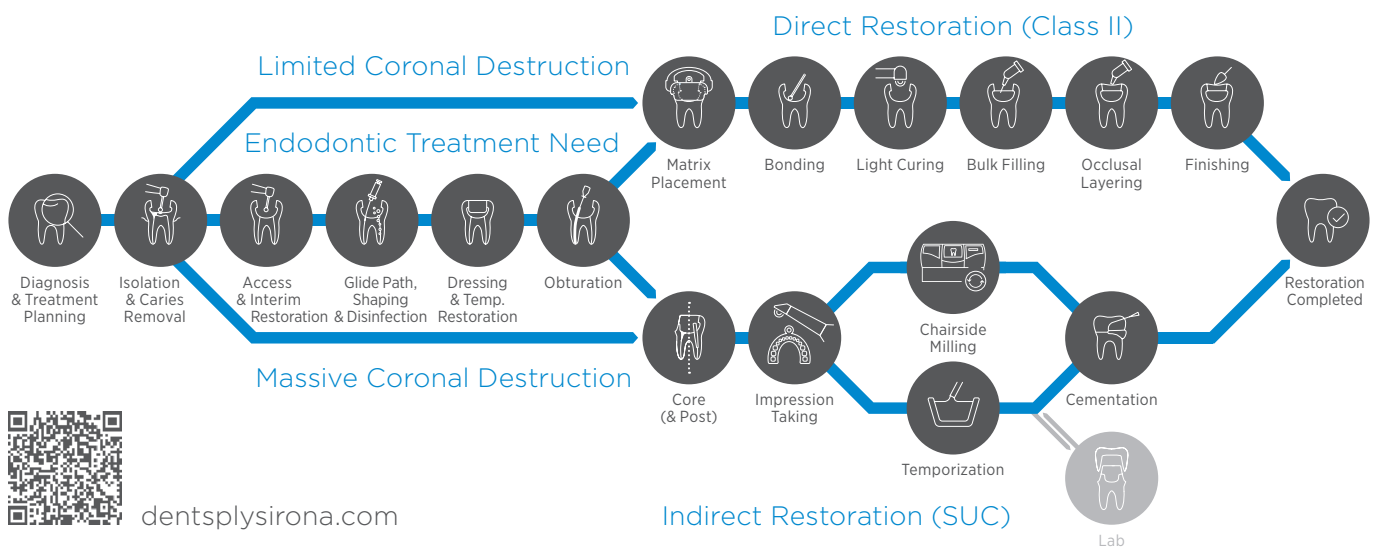 Direct Restoration (Class II)
Limited Coronal Destruction
Endodontic Treatment Need
Matrix
Placement
Bonding
Light Curing
Bulk Filling
Occlusal
Layering
Finishing
Diagnosis
& Treatment
Planning
Isolation
& Caries
Removal
Access
& Interim
Restoration
Glide Path,
Shaping
& Disinfection
Dressing
& Temp.
Restoration
Obturation
Restoration
Completed
Chairside
Milling
Massive Coronal Destruction
Core
(& Post)
Impression
Taking
Cementation
Temporization
dentsplysirona.com
Indirect Restoration (SUC)
Lab